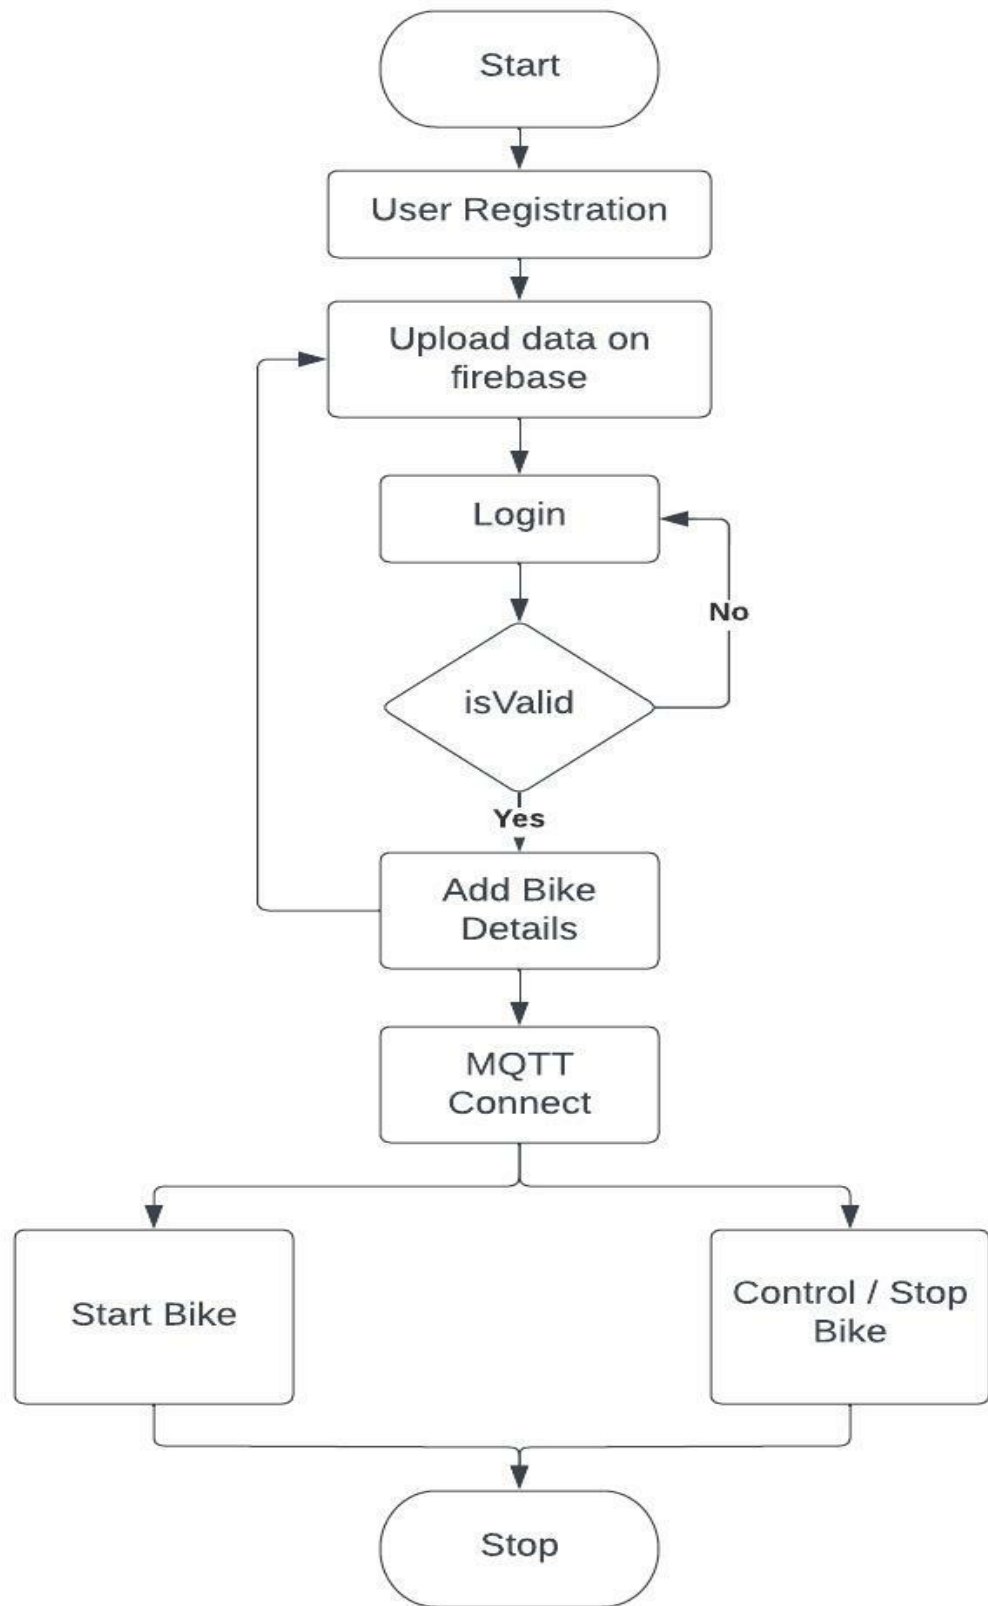 Start
User Registration
Upload data on
firebase
Login
No
isValid
Yes
Add Bike
Details
MQTT
Connect
Start Bike
Control / Stop
Bike
Stop